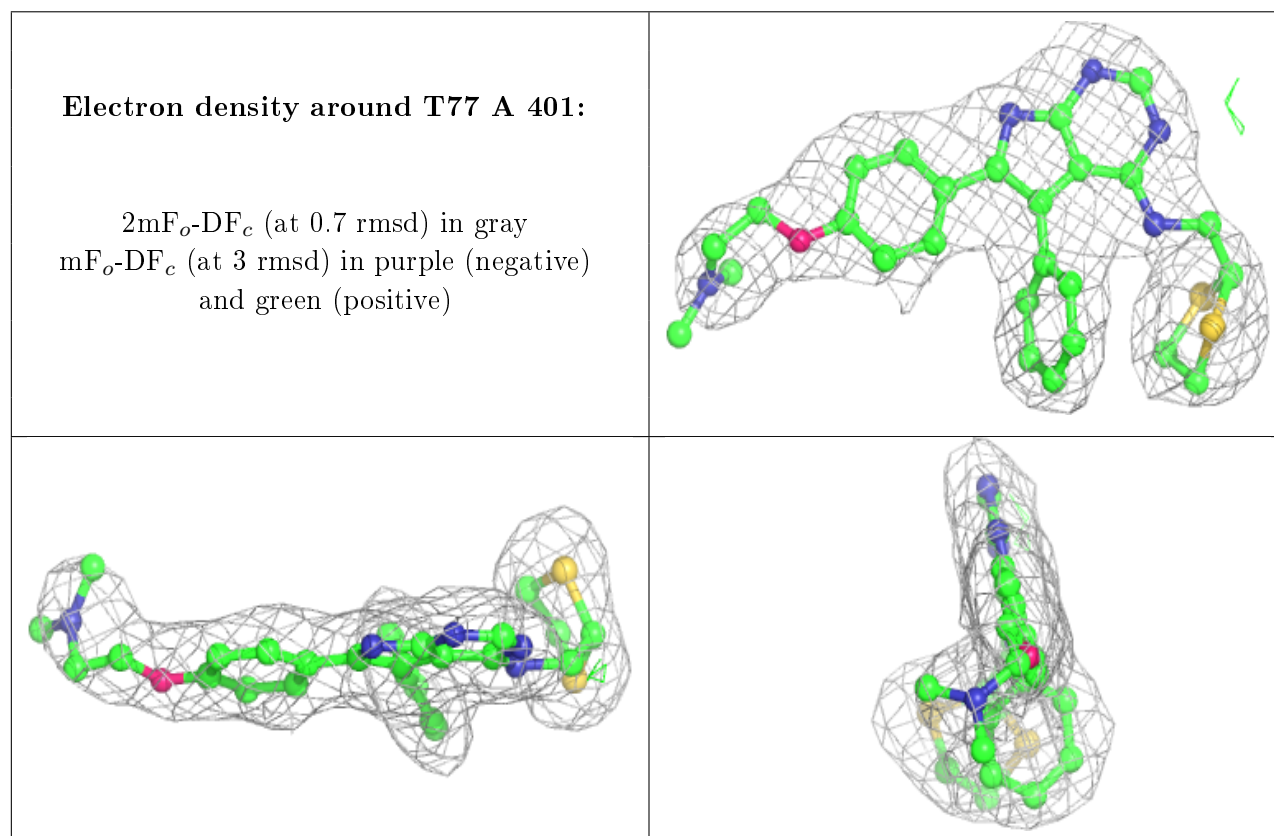 Electron density around T77 A 401:
2mFo-DFc (at 0.7 rmsd) in gray
mFo-DFc (at 3 rmsd) in purple (negative)
and green (positive)